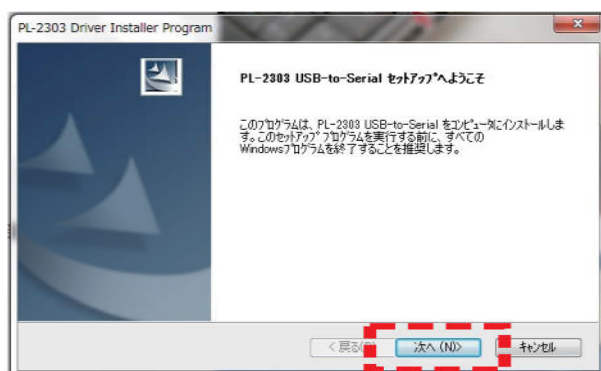 PL-2303 Driver Installer Program
PL-2303 USB-to-Serial ｾｯﾄｱｯﾌﾟへようこそ
このﾌﾟﾛｸﾞﾗﾑは、PL-2303 USB-to-Serial をｺﾝﾋﾟｭｰﾀにインストールしま
す。このｾｯﾄｱｯﾌﾟ ﾌﾟﾛｸﾞﾗﾑを実行する前に、すべての
Windowsﾌﾟﾛｸﾞﾗﾑを終了することを推奨します。
< 戻る 次へ (N)> ｷｬﾝｾﾙ